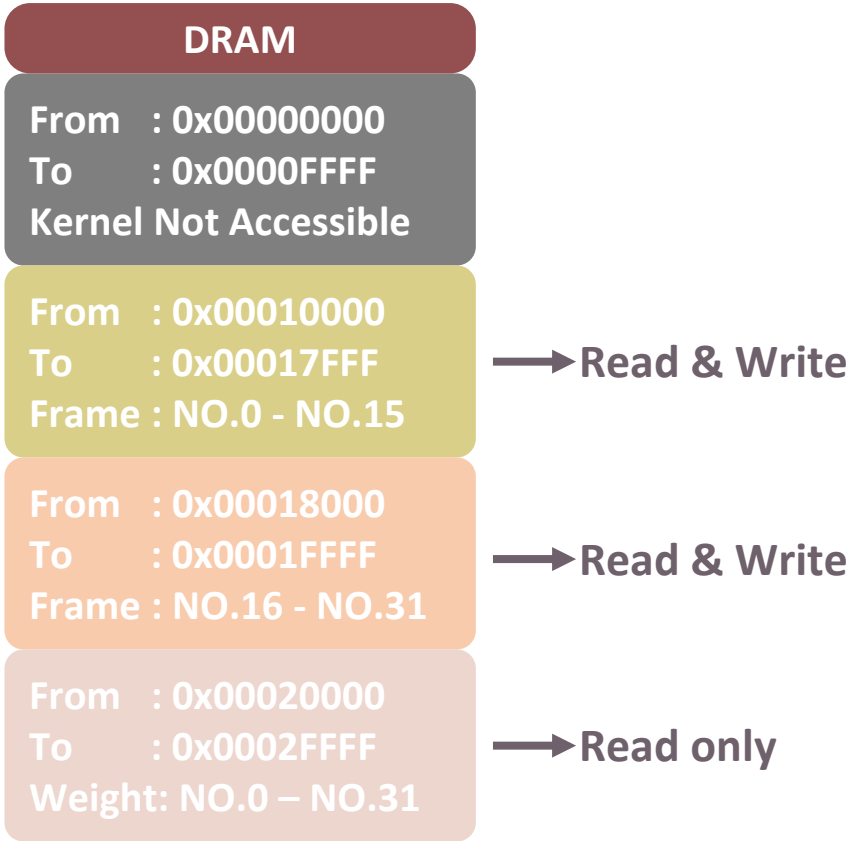 DRAM
From : 0x00000000
To : 0x0000FFFF
Kernel Not Accessible
From : 0x00010000
To : 0x00017FFF
Frame : NO.0 - NO.15
Read & Write
From : 0x00018000
To : 0x0001FFFF
Frame : NO.16 - NO.31
Read & Write
From : 0x00020000
To : 0x0002FFFF
Weight: NO.0 – NO.31
Read only